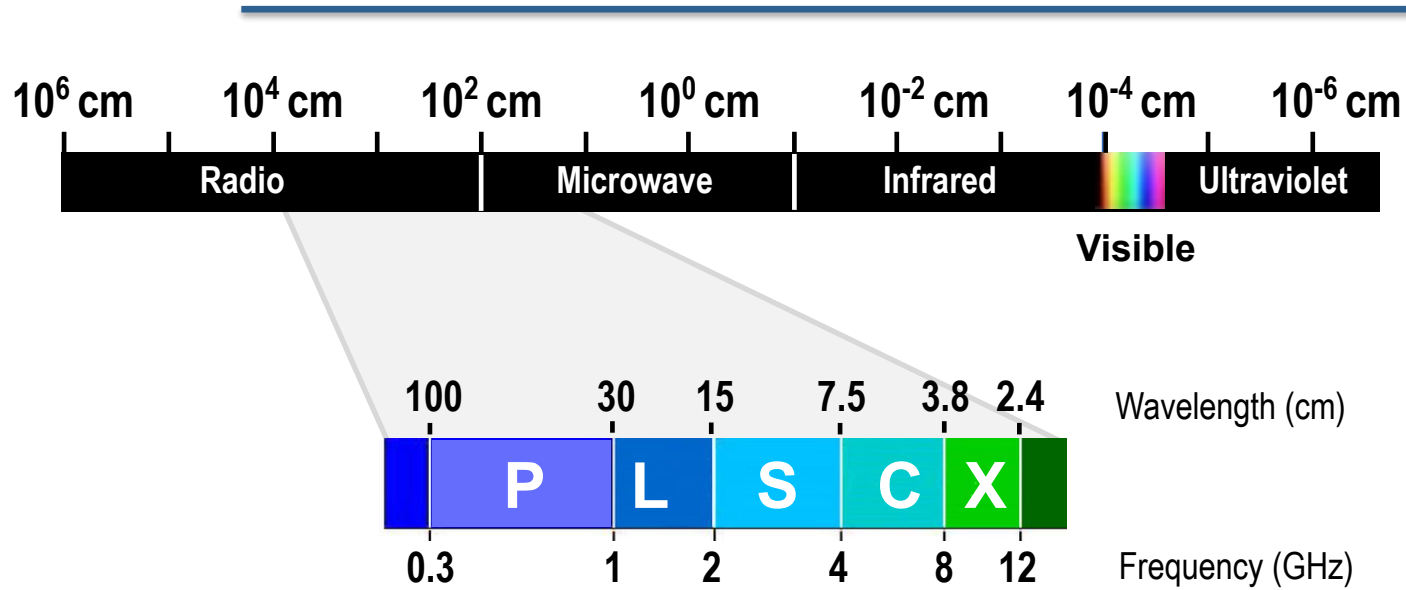 10⁶ cm 10⁴ cm 10² cm 10⁰ cm 10⁻² cm 10⁻⁴ cm 10⁻⁶ cm
Radio Microwave Infrared Ultraviolet
Visible
100 30 15 7.5 3.8 2.4 Wavelength (cm)
P L S C X
0.3 1 2 4 8 12 Frequency (GHz)